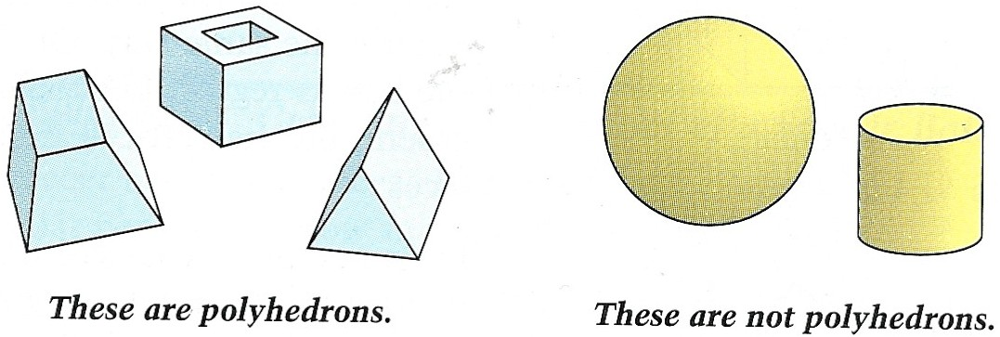 These are polyhedrons.
These are not polyhedrons.